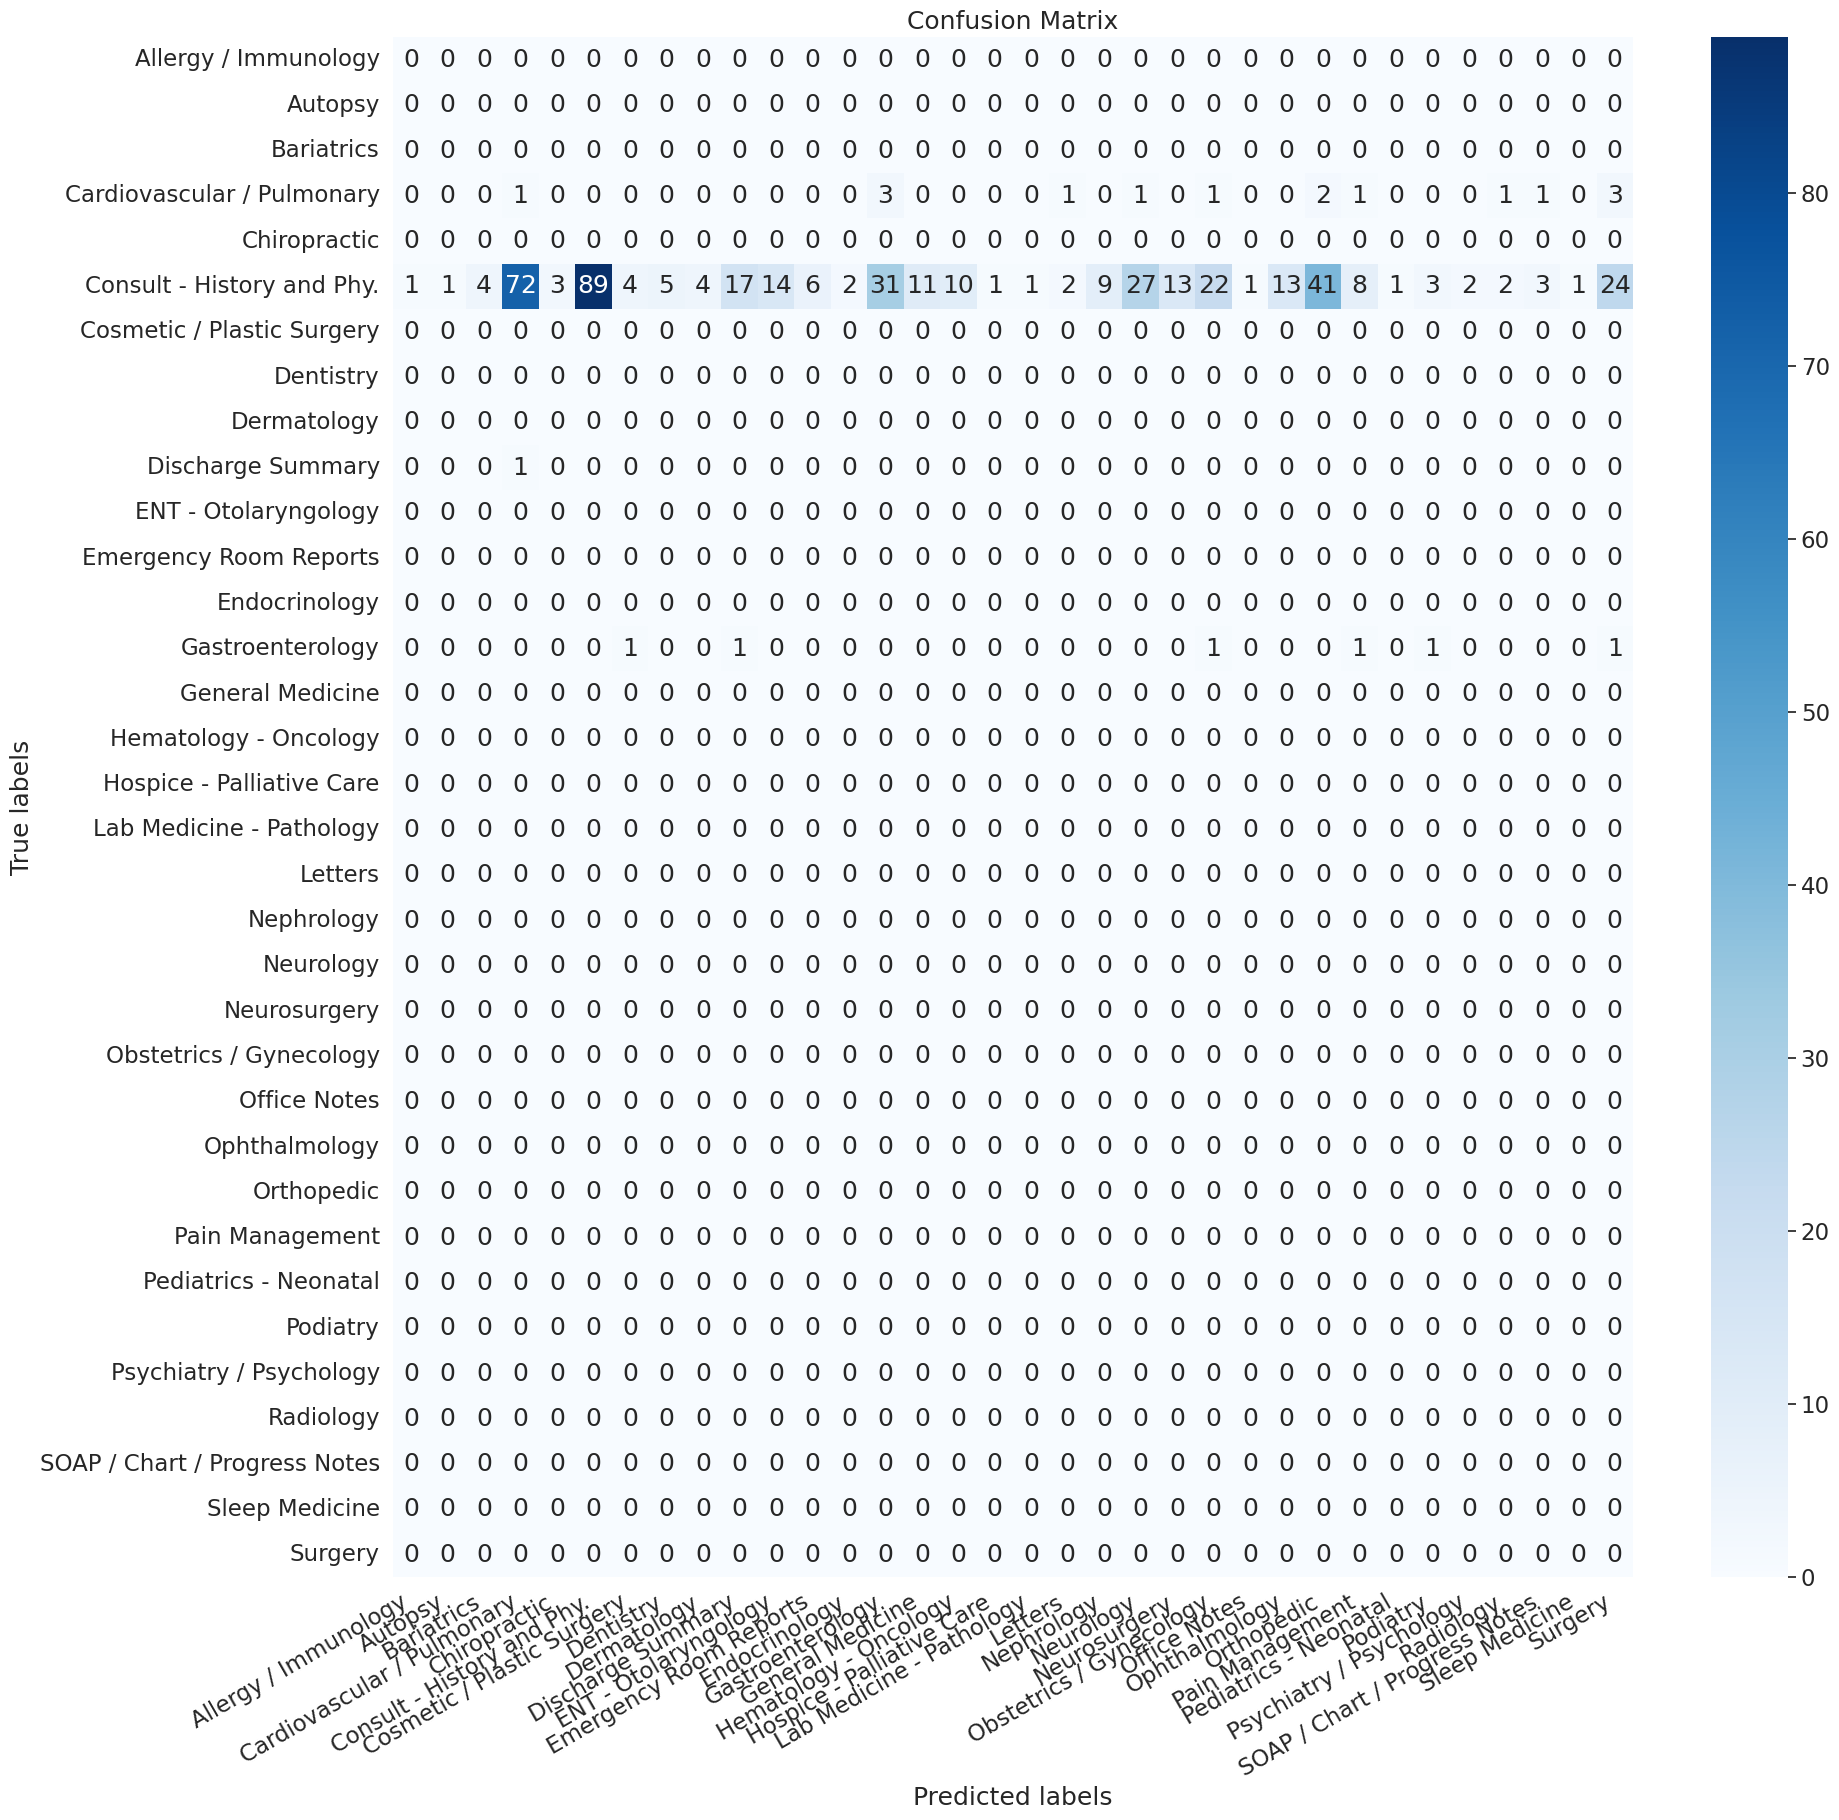 Confusion Matrix
Allergy / Immunology 0 0 0 0 0 0 0 0 0 0 0 0 0 0 0 0 0 0 0 0 0 0 0 0 0 0 0 0 0 0 0 0 0 0
Autopsy 0 0 0 0 0 0 0 0 0 0 0 0 0 0 0 0 0 0 0 0 0 0 0 0 0 0 0 0 0 0 0 0 0 0
Bariatrics 0 0 0 0 0 0 0 0 0 0 0 0 0 0 0 0 0 0 0 0 0 0 0 0 0 0 0 0 0 0 0 0 0 0
Cardiovascular / Pulmonary 0 0 0 1 0 0 0 0 0 0 0 0 0 3 0 0 0 0 1 0 1 0 1 0 0 2 1 0 0 0 1 1 0 3
Chiropractic 0 0 0 0 0 0 0 0 0 0 0 0 0 0 0 0 0 0 0 0 0 0 0 0 0 0 0 0 0 0 0 0 0 0
Consult - History and Phy. 1 1 4 72 3 89 4 5 4 17 14 6 2 31 11 10 1 1 2 9 27 13 22 1 13 41 8 1 3 2 2 3 1 24
Cosmetic / Plastic Surgery 0 0 0 0 0 0 0 0 0 0 0 0 0 0 0 0 0 0 0 0 0 0 0 0 0 0 0 0 0 0 0 0 0 0
Dentistry 0 0 0 0 0 0 0 0 0 0 0 0 0 0 0 0 0 0 0 0 0 0 0 0 0 0 0 0 0 0 0 0 0 0
Dermatology 0 0 0 0 0 0 0 0 0 0 0 0 0 0 0 0 0 0 0 0 0 0 0 0 0 0 0 0 0 0 0 0 0 0
Discharge Summary 0 0 0 1 0 0 0 0 0 0 0 0 0 0 0 0 0 0 0 0 0 0 0 0 0 0 0 0 0 0 0 0 0 0
ENT - Otolaryngology 0 0 0 0 0 0 0 0 0 0 0 0 0 0 0 0 0 0 0 0 0 0 0 0 0 0 0 0 0 0 0 0 0 0
Emergency Room Reports 0 0 0 0 0 0 0 0 0 0 0 0 0 0 0 0 0 0 0 0 0 0 0 0 0 0 0 0 0 0 0 0 0 0
Endocrinology 0 0 0 0 0 0 0 0 0 0 0 0 0 0 0 0 0 0 0 0 0 0 0 0 0 0 0 0 0 0 0 0 0 0
Gastroenterology 0 0 0 0 0 0 1 0 0 1 0 0 0 0 0 0 0 0 0 0 0 0 1 0 0 0 1 0 1 0 0 0 0 1
General Medicine 0 0 0 0 0 0 0 0 0 0 0 0 0 0 0 0 0 0 0 0 0 0 0 0 0 0 0 0 0 0 0 0 0 0
Hematology - Oncology 0 0 0 0 0 0 0 0 0 0 0 0 0 0 0 0 0 0 0 0 0 0 0 0 0 0 0 0 0 0 0 0 0 0
Hospice - Palliative Care 0 0 0 0 0 0 0 0 0 0 0 0 0 0 0 0 0 0 0 0 0 0 0 0 0 0 0 0 0 0 0 0 0 0
Lab Medicine - Pathology 0 0 0 0 0 0 0 0 0 0 0 0 0 0 0 0 0 0 0 0 0 0 0 0 0 0 0 0 0 0 0 0 0 0
Letters 0 0 0 0 0 0 0 0 0 0 0 0 0 0 0 0 0 0 0 0 0 0 0 0 0 0 0 0 0 0 0 0 0 0
Nephrology 0 0 0 0 0 0 0 0 0 0 0 0 0 0 0 0 0 0 0 0 0 0 0 0 0 0 0 0 0 0 0 0 0 0
Neurology 0 0 0 0 0 0 0 0 0 0 0 0 0 0 0 0 0 0 0 0 0 0 0 0 0 0 0 0 0 0 0 0 0 0
Neurosurgery 0 0 0 0 0 0 0 0 0 0 0 0 0 0 0 0 0 0 0 0 0 0 0 0 0 0 0 0 0 0 0 0 0 0
Obstetrics / Gynecology 0 0 0 0 0 0 0 0 0 0 0 0 0 0 0 0 0 0 0 0 0 0 0 0 0 0 0 0 0 0 0 0 0 0
Office Notes 0 0 0 0 0 0 0 0 0 0 0 0 0 0 0 0 0 0 0 0 0 0 0 0 0 0 0 0 0 0 0 0 0 0
Ophthalmology 0 0 0 0 0 0 0 0 0 0 0 0 0 0 0 0 0 0 0 0 0 0 0 0 0 0 0 0 0 0 0 0 0 0
Orthopedic 0 0 0 0 0 0 0 0 0 0 0 0 0 0 0 0 0 0 0 0 0 0 0 0 0 0 0 0 0 0 0 0 0 0
Pain Management 0 0 0 0 0 0 0 0 0 0 0 0 0 0 0 0 0 0 0 0 0 0 0 0 0 0 0 0 0 0 0 0 0 0
Pediatrics - Neonatal 0 0 0 0 0 0 0 0 0 0 0 0 0 0 0 0 0 0 0 0 0 0 0 0 0 0 0 0 0 0 0 0 0 0
Podiatry 0 0 0 0 0 0 0 0 0 0 0 0 0 0 0 0 0 0 0 0 0 0 0 0 0 0 0 0 0 0 0 0 0 0
Psychiatry / Psychology 0 0 0 0 0 0 0 0 0 0 0 0 0 0 0 0 0 0 0 0 0 0 0 0 0 0 0 0 0 0 0 0 0 0
Radiology 0 0 0 0 0 0 0 0 0 0 0 0 0 0 0 0 0 0 0 0 0 0 0 0 0 0 0 0 0 0 0 0 0 0
SOAP / Chart / Progress Notes 0 0 0 0 0 0 0 0 0 0 0 0 0 0 0 0 0 0 0 0 0 0 0 0 0 0 0 0 0 0 0 0 0 0
Sleep Medicine 0 0 0 0 0 0 0 0 0 0 0 0 0 0 0 0 0 0 0 0 0 0 0 0 0 0 0 0 0 0 0 0 0 0
Surgery 0 0 0 0 0 0 0 0 0 0 0 0 0 0 0 0 0 0 0 0 0 0 0 0 0 0 0 0 0 0 0 0 0 0
True labels
Allergy / Immunology
Autopsy
Bariatrics
Cardiovascular / Pulmonary
Chiropractic
Consult - History and Phy.
Cosmetic / Plastic Surgery
Dentistry
Dermatology
Discharge Summary
ENT - Otolaryngology
Emergency Room Reports
Endocrinology
Gastroenterology
General Medicine
Hematology - Oncology
Hospice - Palliative Care
Lab Medicine - Pathology
Letters
Nephrology
Neurology
Neurosurgery
Obstetrics / Gynecology
Office Notes
Ophthalmology
Orthopedic
Pain Management
Pediatrics - Neonatal
Podiatry
Psychiatry / Psychology
Radiology
SOAP / Chart / Progress Notes
Sleep Medicine
Surgery
Predicted labels
80
70
60
50
40
30
20
10
0